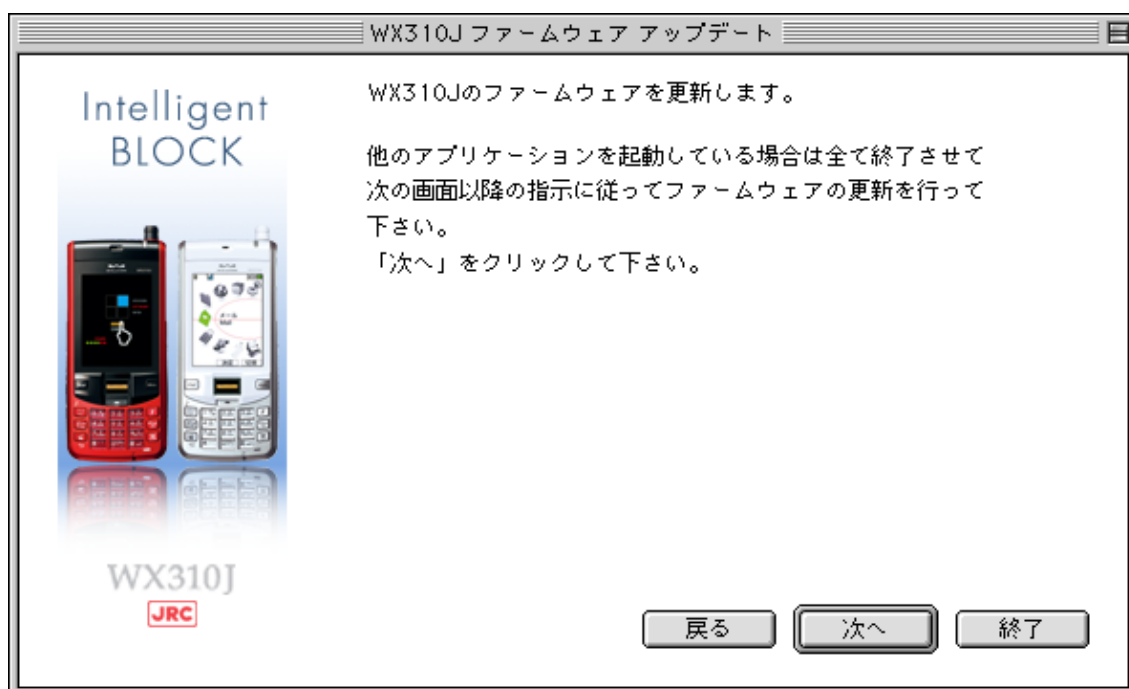 WX310J ファームウェア アップデート
Intelligent
BLOCK
WX310Jのファームウェアを更新します。
他のアプリケーションを起動している場合は全て終了させて
次の画面以降の指示に従ってファームウェアの更新を行って
下さい。
「次へ」をクリックして下さい。
WX310J
JRC
戻る
次へ
終了